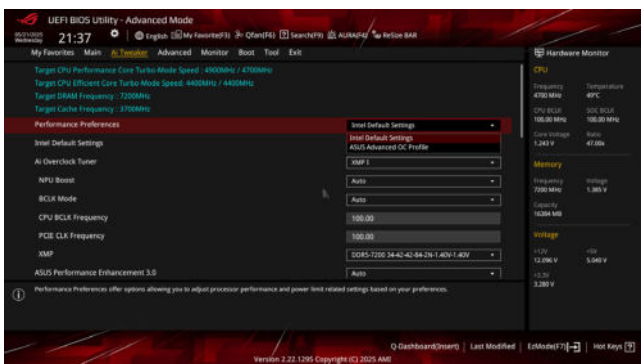 UEFI BIOS Utility - Advanced Mode
05/21/2025 Wednesday 21:37 English My Favorite(F3) Qfan(F6) Search(F9) AURA(F4) ReSize BAR
My Favorites Main Ai Tweaker Advanced Monitor Boot Tool Exit
Hardware Monitor
Target CPU Performance Core Turbo-Mode Speed : 4900MHz / 4700MHz
Target CPU Efficient Core Turbo-Mode Speed: 4400MHz / 4400MHz
Target DRAM Frequency : 7200MHz
Target Cache Frequency : 3700MHz
Performance Preferences Intel Default Settings
Intel Default Settings
ASUS Advanced OC Profile
Intel Default Settings
Ai Overclock Tuner XMP I
NPU Boost Auto
BCLK Mode Auto
CPU BCLK Frequency 100.00
PCIE CLK Frequency 100.00
XMP DDR5-7200 34-42-42-84-2N-1.40V-1.40V
ASUS Performance Enhancement 3.0 Auto
Performance Preferences offer options allowing you to adjust processor performance and power limit related settings based on your preferences.
CPU
Frequency Temperature
4700 MHz 49°C
CPU BCLK SOC BCLK
100.00 MHz 100.00 MHz
Core Voltage Ratio
1.243 V 47.00x
Memory
Frequency Voltage
7200 MHz 1.385 V
Capacity
16384 MB
Voltage
+12V +5V
12.096 V 5.040 V
+3.3V
3.280 V
Q-Dashboard(Insert) Last Modified EzMode(F7) Hot Keys ?
Version 2.22.1295 Copyright (C) 2025 AMI